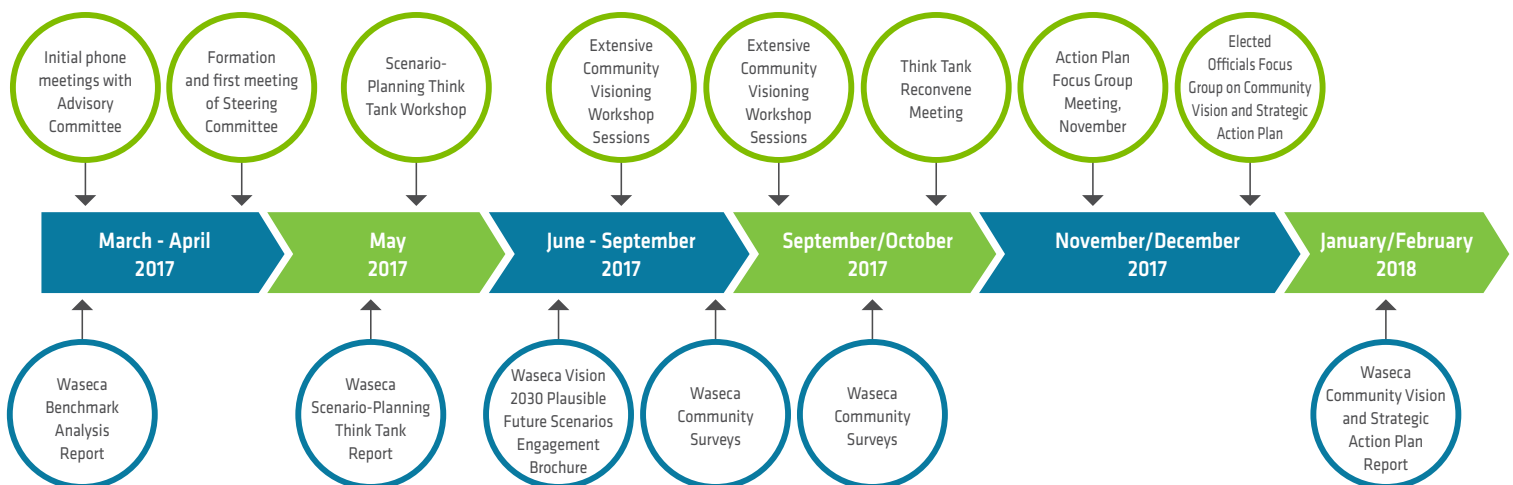 Initial phone
meetings with
Advisory
Committee
Formation
and first meeting
of Steering
Committee
Scenario-
Planning Think
Tank Workshop
Extensive
Community
Visioning
Workshop
Sessions
Extensive
Community
Visioning
Workshop
Sessions
Think Tank
Reconvene
Meeting
Action Plan
Focus Group
Meeting,
November
Elected
Officials Focus
Group on Community
Vision and Strategic
Action Plan
March - April
2017
May
2017
June - September
2017
September/October
2017
November/December
2017
January/February
2018
Waseca
Benchmark
Analysis
Report
Waseca
Scenario-Planning
Think Tank
Report
Waseca Vision
2030 Plausible
Future Scenarios
Engagement
Brochure
Waseca
Community
Surveys
Waseca
Community
Surveys
Waseca
Community Vision
and Strategic
Action Plan
Report